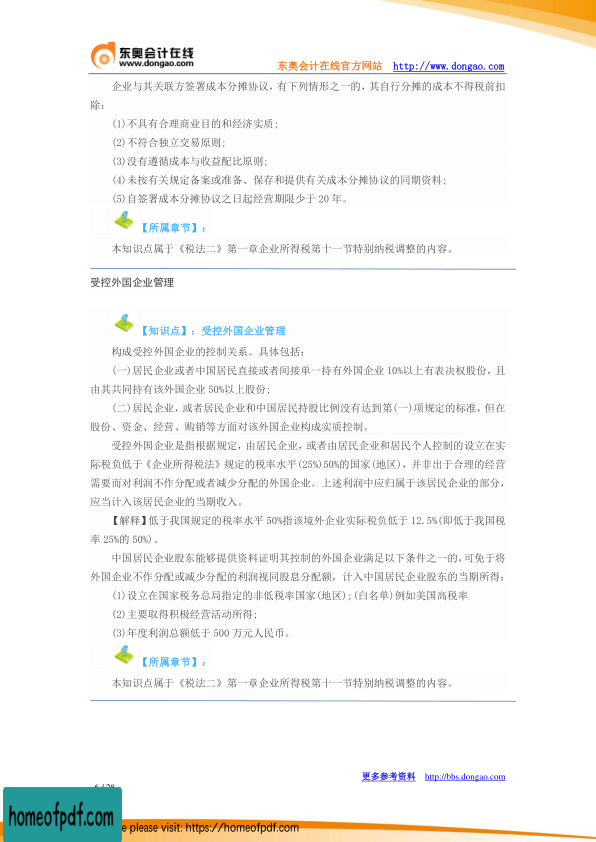 东奥会计在线
www.dongao.com
东奥会计在线官方网站 http://www.dongao.com
企业与其关联方签署成本分摊协议，有下列情形之一的，其自行分摊的成本不得税前扣
除：
(1)不具有合理商业目的和经济实质;
(2)不符合独立交易原则;
(3)没有遵循成本与收益配比原则;
(4)未按有关规定备案或准备、保存和提供有关成本分摊协议的同期资料;
(5)自签署成本分摊协议之日起经营期限少于 20 年。
【所属章节】：
本知识点属于《税法二》第一章企业所得税第十一节特别纳税调整的内容。
受控外国企业管理
【知识点】：受控外国企业管理
构成受控外国企业的控制关系。具体包括：
(一)居民企业或者中国居民直接或者间接单一持有外国企业 10%以上有表决权股份，且
由其共同持有该外国企业 50%以上股份;
(二)居民企业，或者居民企业和中国居民持股比例没有达到第(一)项规定的标准，但在
股份、资金、经营、购销等方面对该外国企业构成实质控制。
受控外国企业是指根据规定，由居民企业，或者由居民企业和居民个人控制的设立在实
际税负低于《企业所得税法》规定的税率水平(25%)50%的国家(地区)，并非出于合理的经营
需要而对利润不作分配或者减少分配的外国企业。上述利润中应归属于该居民企业的部分，
应当计入该居民企业的当期收入。
【解释】低于我国规定的税率水平 50%指该境外企业实际税负低于 12.5%(即低于我国税
率 25%的 50%)。
中国居民企业股东能够提供资料证明其控制的外国企业满足以下条件之一的，可免于将
外国企业不作分配或减少分配的利润视同股息分配额，计入中国居民企业股东的当期所得：
(1)设立在国家税务总局指定的非低税率国家(地区);(白名单)例如美国高税率
(2)主要取得积极经营活动所得;
(3)年度利润总额低于 500 万元人民币。
【所属章节】：
本知识点属于《税法二》第一章企业所得税第十一节特别纳税调整的内容。
更多参考资料 http://bbs.dongao.com
homeofpdf.com
please visit: https://homeofpdf.com